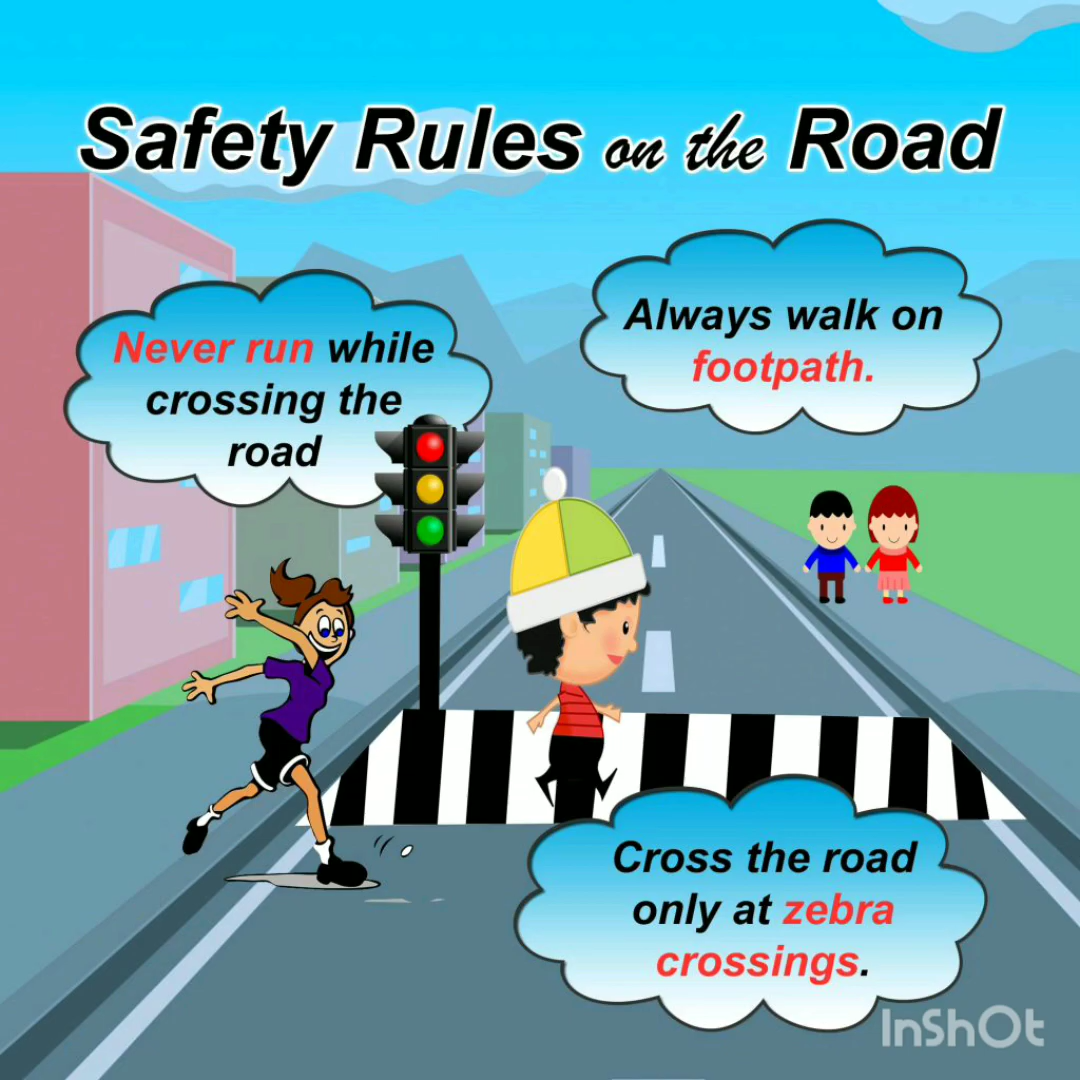 Safety Rules on the Road
Never run while
crossing the
road
Always walk on
footpath.
Cross the road
only at zebra
crossings.
InShOt